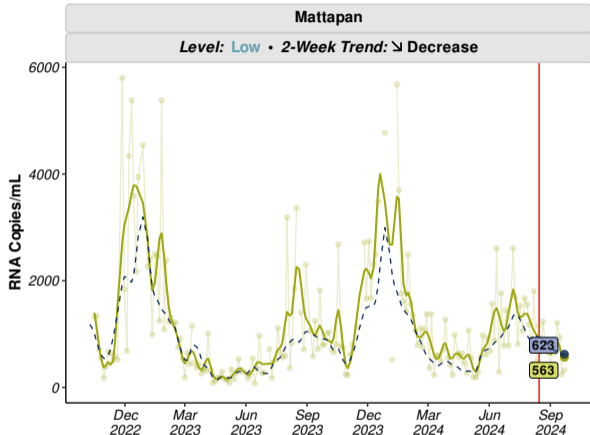 Mattapan
Level: Low • 2-Week Trend: ↘ Decrease
RNA Copies/mL
6000
4000
2000
0
623
563
Dec Mar Jun Sep Dec Mar Jun Sep
2022 2023 2023 2023 2023 2024 2024 2024